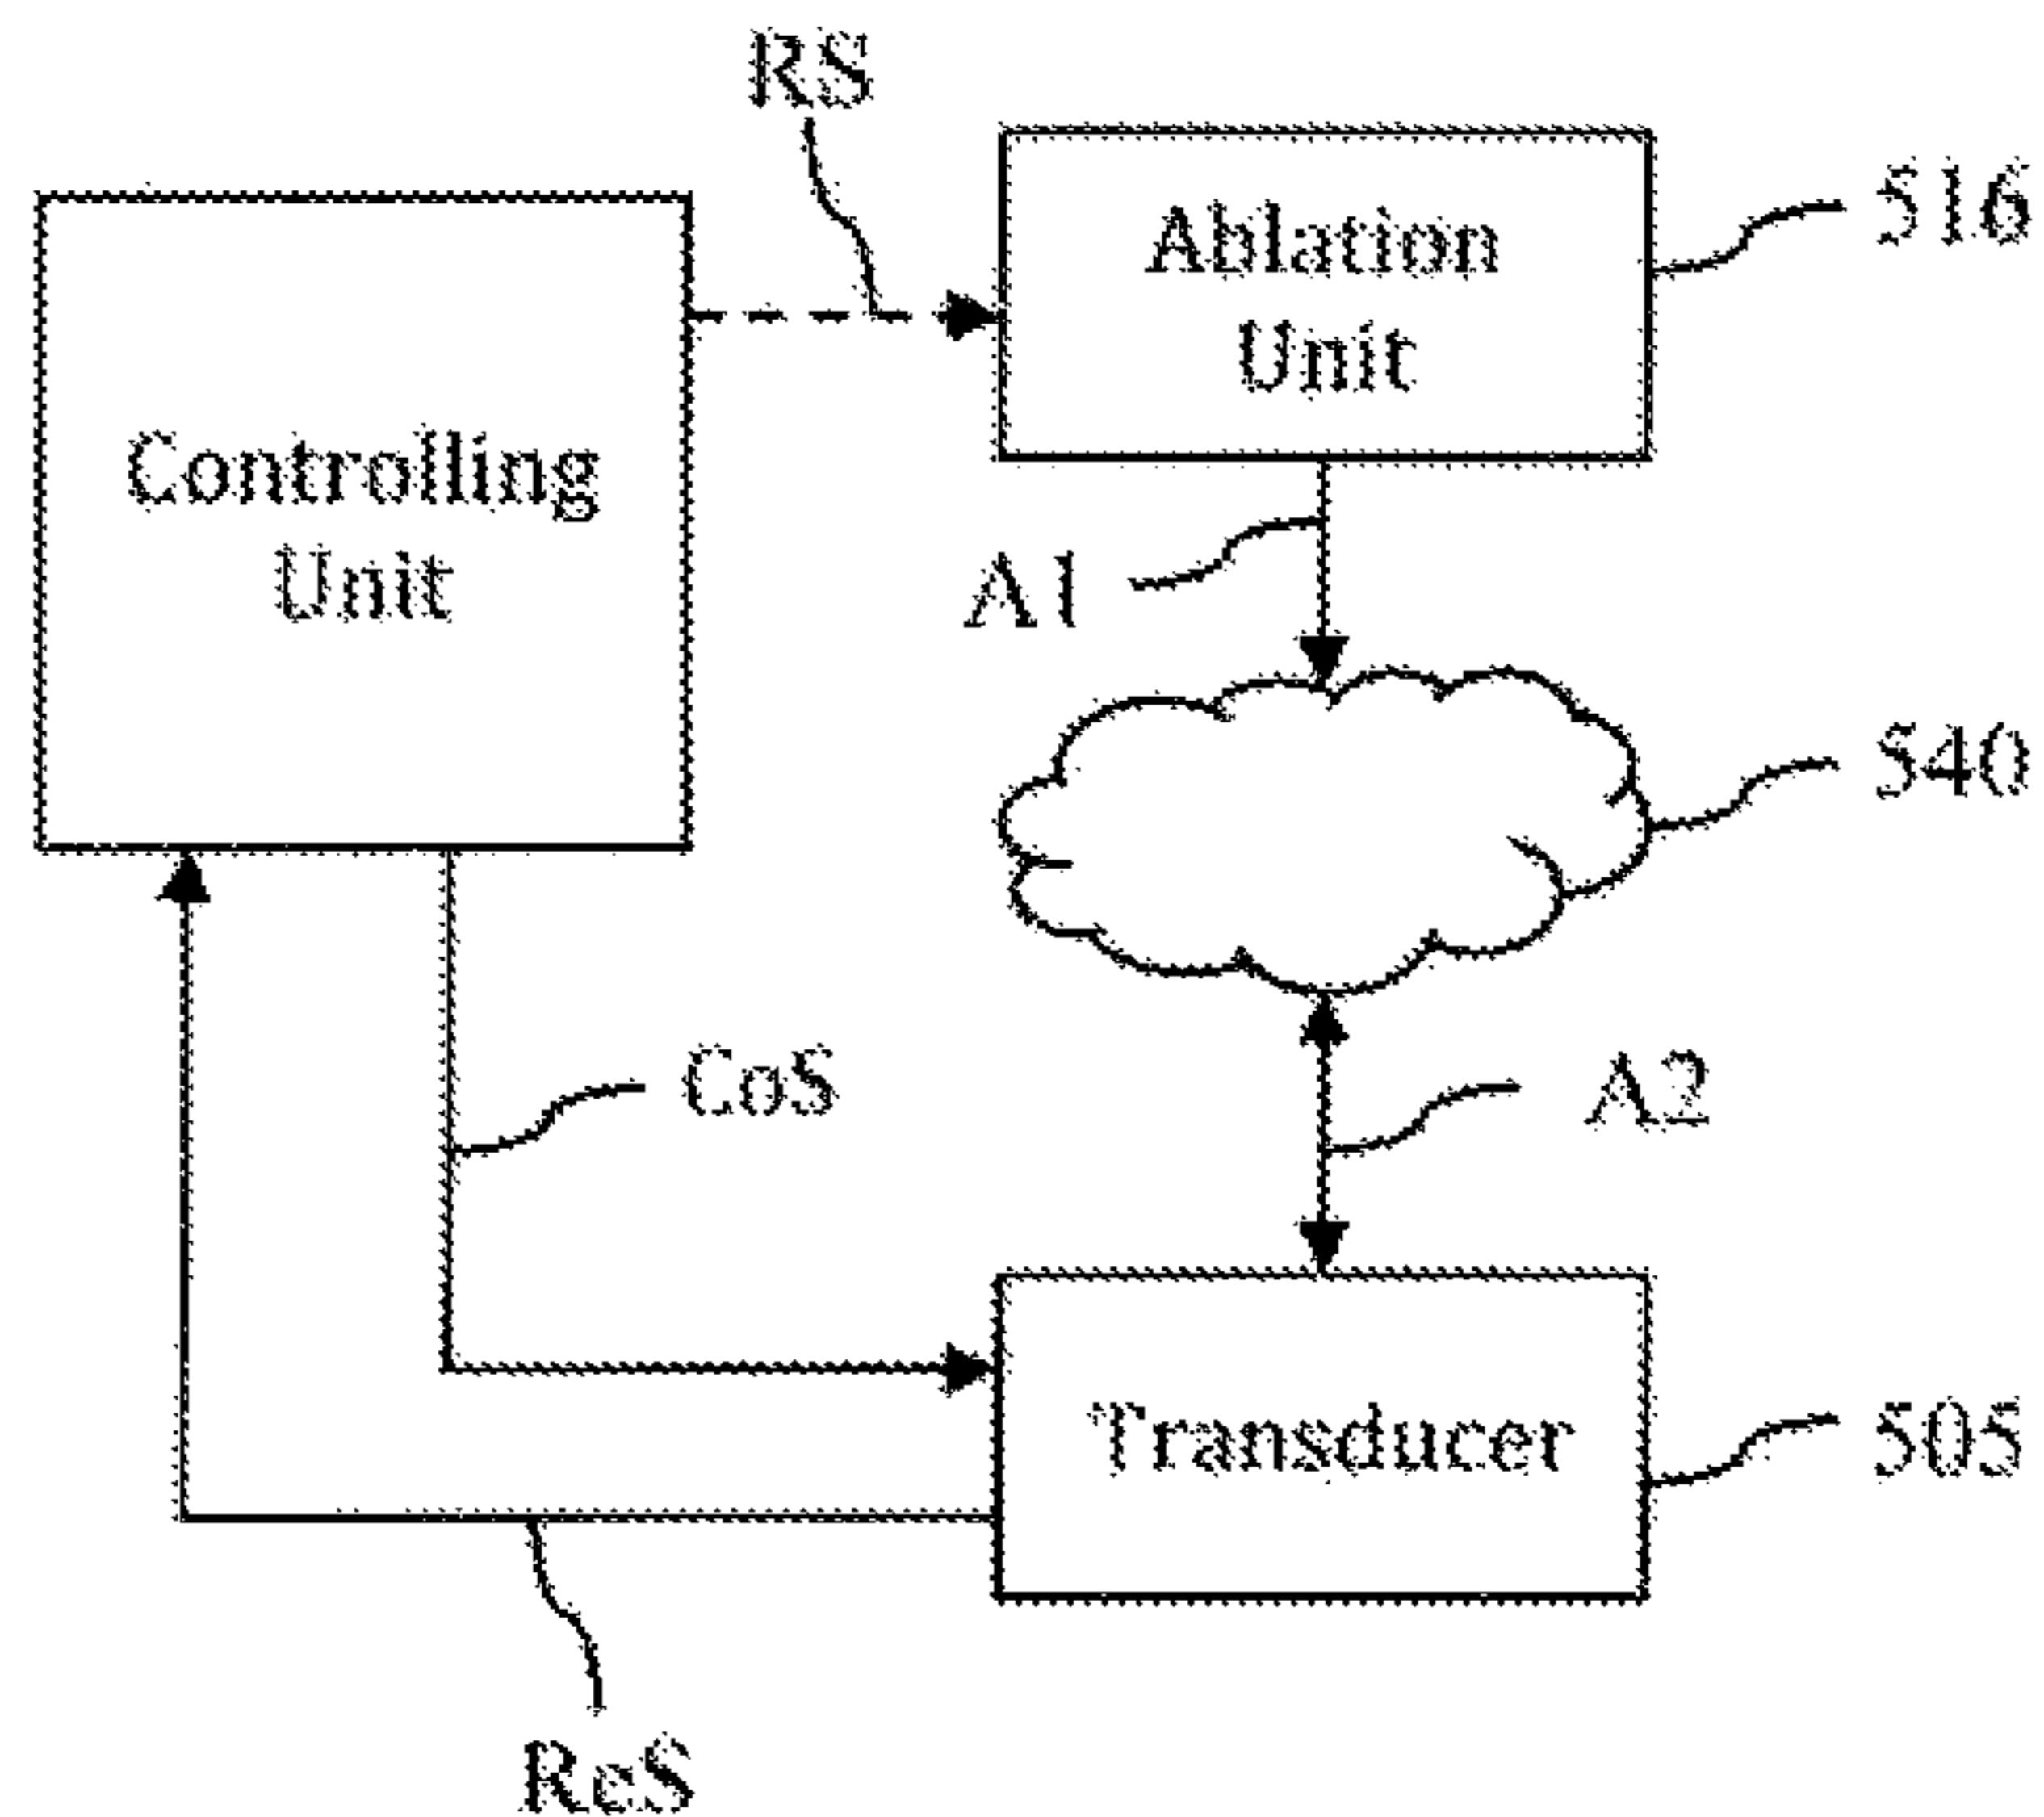 RS
Ablation
Unit
516
Controlling
Unit
A1
540
CoS
A2
Transducer
505
ReS